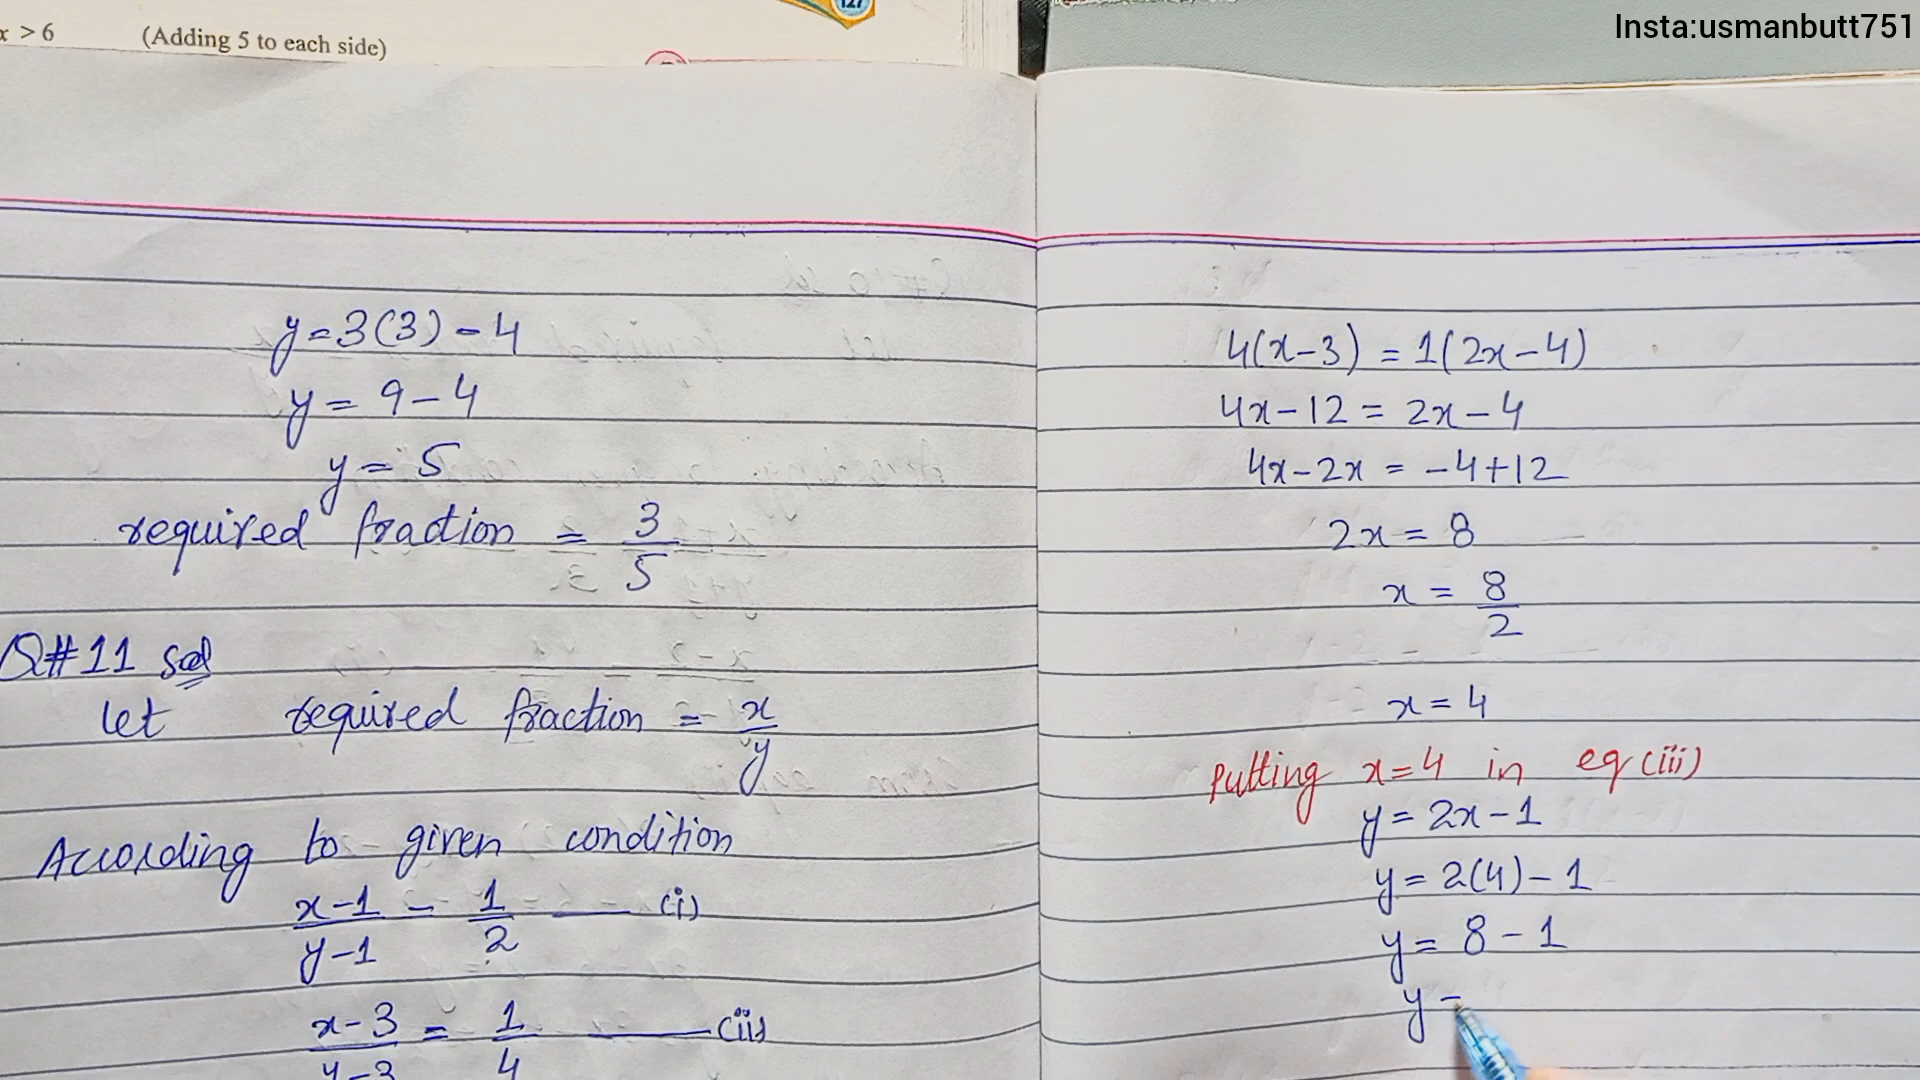 Insta:usmanbutt751
127
x > 6 (Adding 5 to each side)
y = 3(3) - 4
y = 9 - 4
y = 5
required fraction = 3/5
Q#11 sol
let required fraction = x/y
According to given condition
x-1/y-1 = 1/2 — (i)
x-3/y-3 = 1/4 — (ii)
4(x-3) = 1(2x-4)
4x-12 = 2x-4
4x-2x = -4+12
2x = 8
x = 8/2
x = 4
Putting x=4 in eq (iii)
y = 2x-1
y = 2(4)-1
y = 8-1
y =